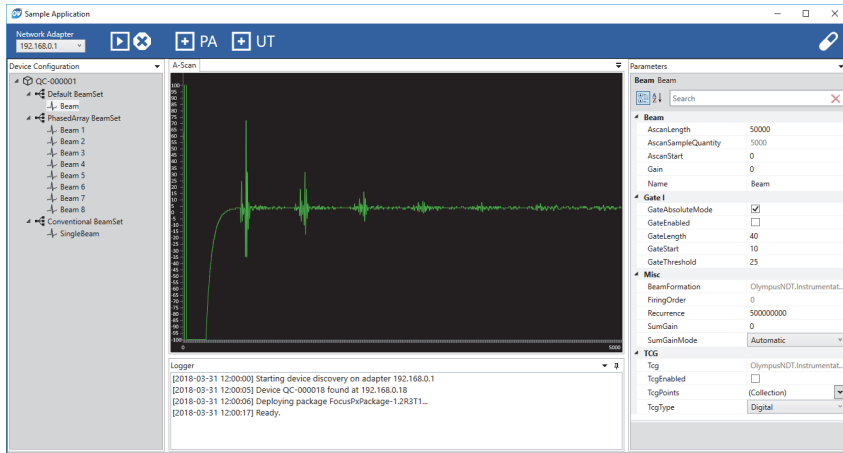 Sample Application
Network Adapter
192.168.0.1
PA
UT
Device Configuration
QC-000001
Default BeamSet
Beam
PhasedArray BeamSet
Beam 1
Beam 2
Beam 3
Beam 4
Beam 5
Beam 6
Beam 7
Beam 8
Conventional BeamSet
SingleBeam
A-Scan
100
95
90
85
80
75
70
65
60
55
50
45
40
35
30
25
20
15
10
5
0
-5
-10
-15
-20
-25
-30
-35
-40
-45
-50
-55
-60
-65
-70
-75
-80
-85
-90
-95
-100
0 5000
Logger
[2018-03-31 12:00:00] Starting device discovery on adapter 192.168.0.1
[2018-03-31 12:00:05] Device QC-000018 found at 192.168.0.18
[2018-03-31 12:00:06] Deploying package FocusPxPackage-1.2R3T1...
[2018-03-31 12:00:17] Ready.
Parameters
Beam Beam
Search
Beam
AscanLength 50000
AscanSampleQuantity 5000
AscanStart 0
Gain 0
Name Beam
Gate I
GateAbsoluteMode
GateEnabled
GateLength 40
GateStart 10
GateThreshold 25
Misc
BeamFormation OlympusNDT.Instrumentat...
FiringOrder 0
Recurrence 500000000
SumGain 0
SumGainMode Automatic
TCG
Tcg OlympusNDT.Instrumentat...
TcgEnabled
TcgPoints (Collection)
TcgType Digital